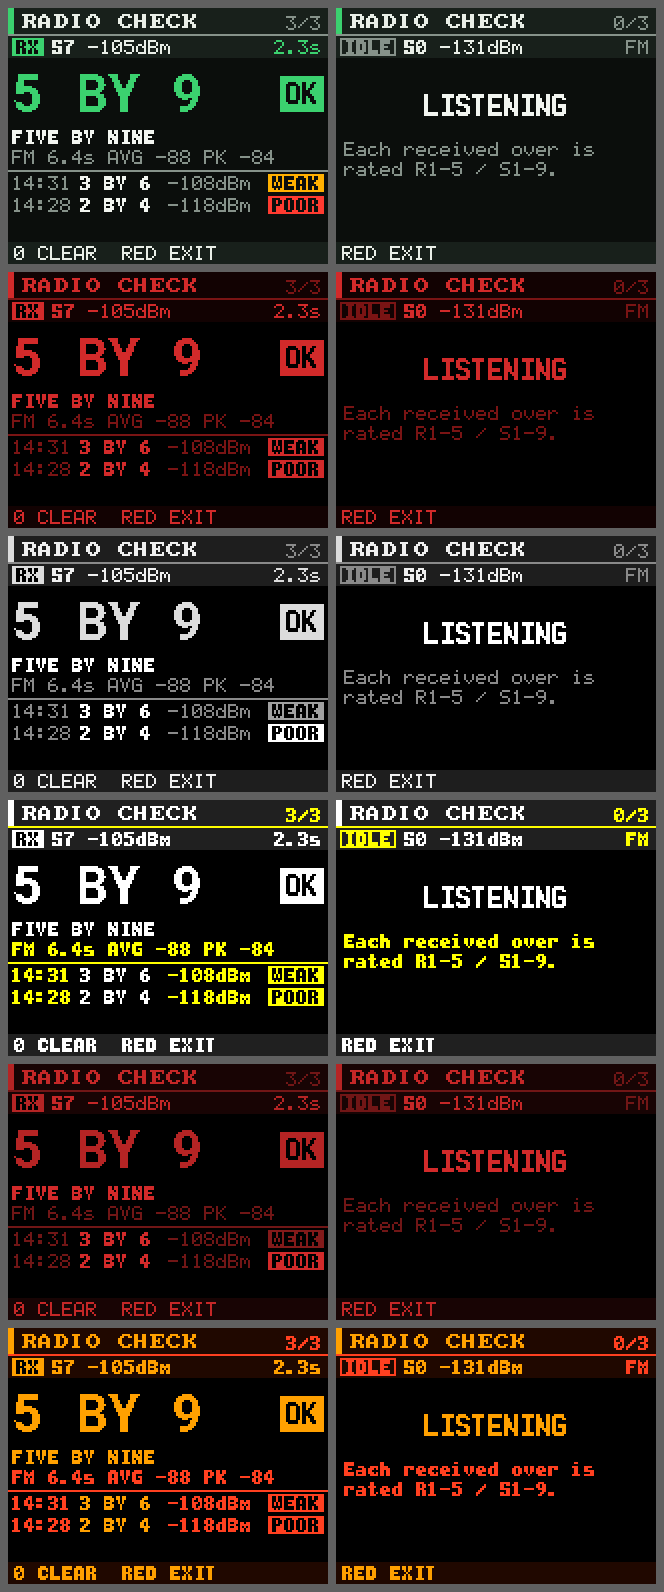 RADIO CHECK 3/3
RX S7 -105dBm 2.3s
5 BY 9 OK
FIVE BY NINE
FM 6.4s AVG -88 PK -84
14:31 3 BY 6 -108dBm WEAK
14:28 2 BY 4 -118dBm POOR
0 CLEAR RED EXIT
RADIO CHECK 0/3
IDLE S0 -131dBm FM
LISTENING
Each received over is
rated R1-5 / S1-9.
RED EXIT
RADIO CHECK 3/3
RX S7 -105dBm 2.3s
5 BY 9 OK
FIVE BY NINE
FM 6.4s AVG -88 PK -84
14:31 3 BY 6 -108dBm WEAK
14:28 2 BY 4 -118dBm POOR
0 CLEAR RED EXIT
RADIO CHECK 0/3
IDLE S0 -131dBm FM
LISTENING
Each received over is
rated R1-5 / S1-9.
RED EXIT
RADIO CHECK 3/3
RX S7 -105dBm 2.3s
5 BY 9 OK
FIVE BY NINE
FM 6.4s AVG -88 PK -84
14:31 3 BY 6 -108dBm WEAK
14:28 2 BY 4 -118dBm POOR
0 CLEAR RED EXIT
RADIO CHECK 0/3
IDLE S0 -131dBm FM
LISTENING
Each received over is
rated R1-5 / S1-9.
RED EXIT
RADIO CHECK 3/3
RX S7 -105dBm 2.3s
5 BY 9 OK
FIVE BY NINE
FM 6.4s AVG -88 PK -84
14:31 3 BY 6 -108dBm WEAK
14:28 2 BY 4 -118dBm POOR
0 CLEAR RED EXIT
RADIO CHECK 0/3
IDLE S0 -131dBm FM
LISTENING
Each received over is
rated R1-5 / S1-9.
RED EXIT
RADIO CHECK 3/3
RX S7 -105dBm 2.3s
5 BY 9 OK
FIVE BY NINE
FM 6.4s AVG -88 PK -84
14:31 3 BY 6 -108dBm WEAK
14:28 2 BY 4 -118dBm POOR
0 CLEAR RED EXIT
RADIO CHECK 0/3
IDLE S0 -131dBm FM
LISTENING
Each received over is
rated R1-5 / S1-9.
RED EXIT
RADIO CHECK 3/3
RX S7 -105dBm 2.3s
5 BY 9 OK
FIVE BY NINE
FM 6.4s AVG -88 PK -84
14:31 3 BY 6 -108dBm WEAK
14:28 2 BY 4 -118dBm POOR
0 CLEAR RED EXIT
RADIO CHECK 0/3
IDLE S0 -131dBm FM
LISTENING
Each received over is
rated R1-5 / S1-9.
RED EXIT